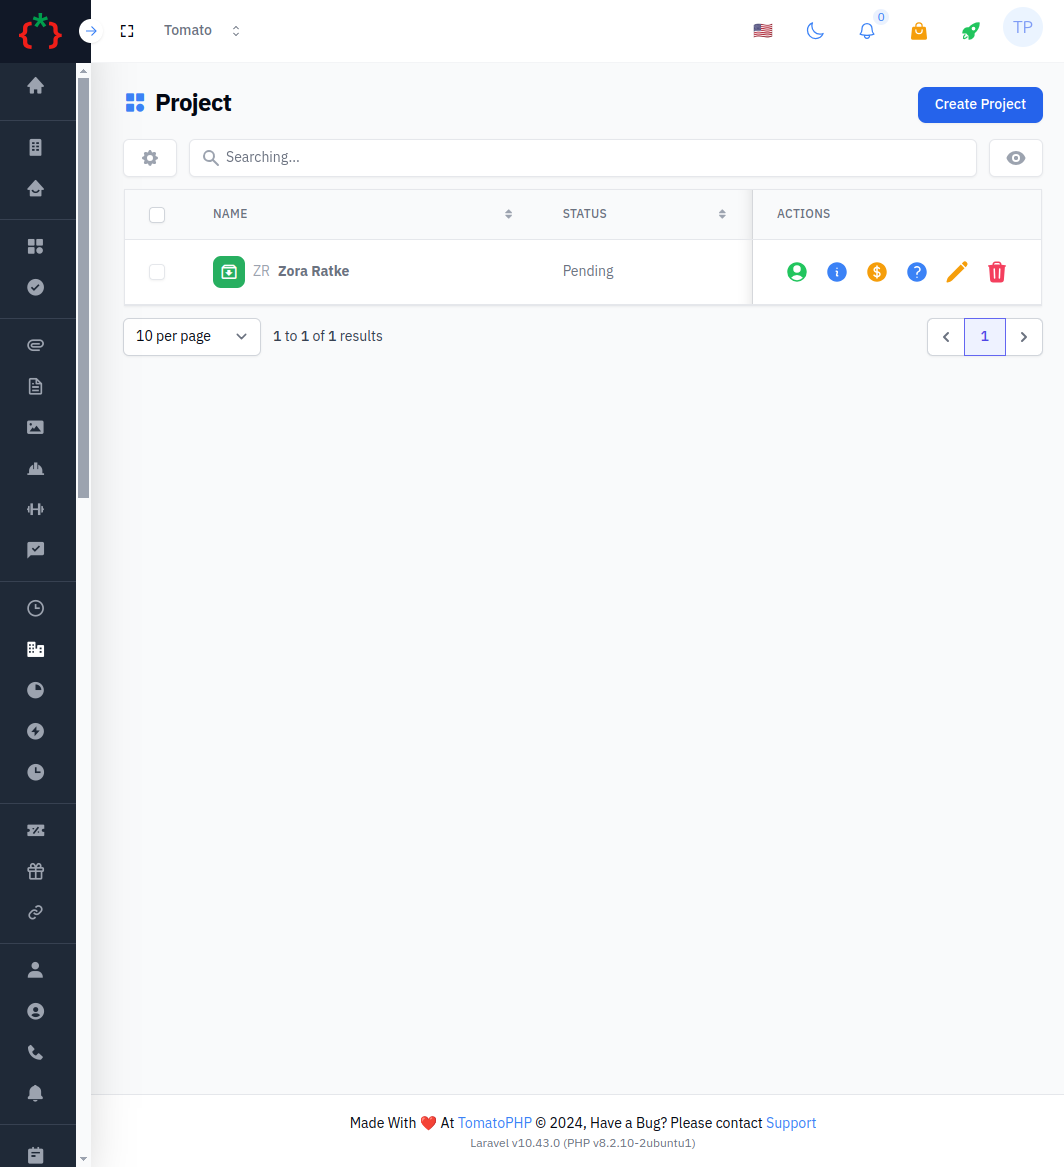 Tomato
0
TP
Project
Create Project
Searching...
NAME
STATUS
ACTIONS
ZR Zora Ratke
Pending
10 per page
1 to 1 of 1 results
1
Made With ❤️ At TomatoPHP © 2024, Have a Bug? Please contact Support
Laravel v10.43.0 (PHP v8.2.10-2ubuntu1)